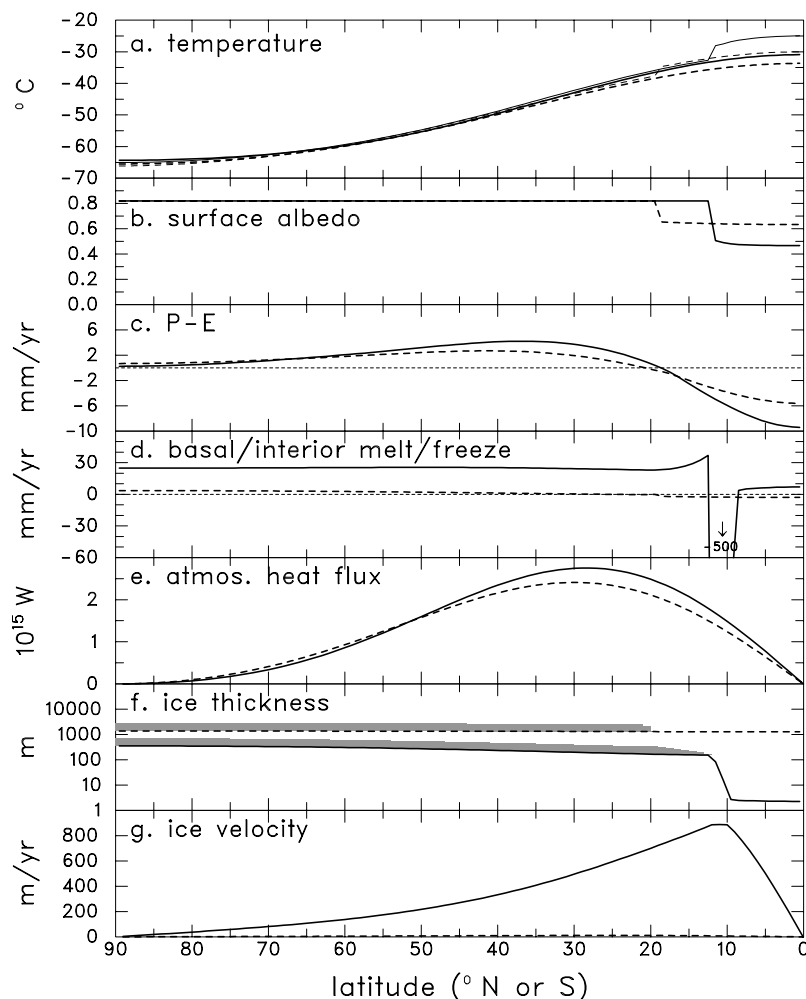 -20
a. temperature
-30
-40
-50
-60
-70
°C
b. surface albedo
0.8
0.6
0.4
0.2
0.0
c. P-E
6
2
-2
-6
-10
mm/yr
d. basal/interior melt/freeze
30
0
-30
-60
mm/yr
-500
e. atmos. heat flux
2
1
0
10¹⁵ W
f. ice thickness
10000
1000
100
10
1
m
g. ice velocity
800
600
400
200
0
m/yr
90 80 70 60 50 40 30 20 10 0
latitude (° N or S)